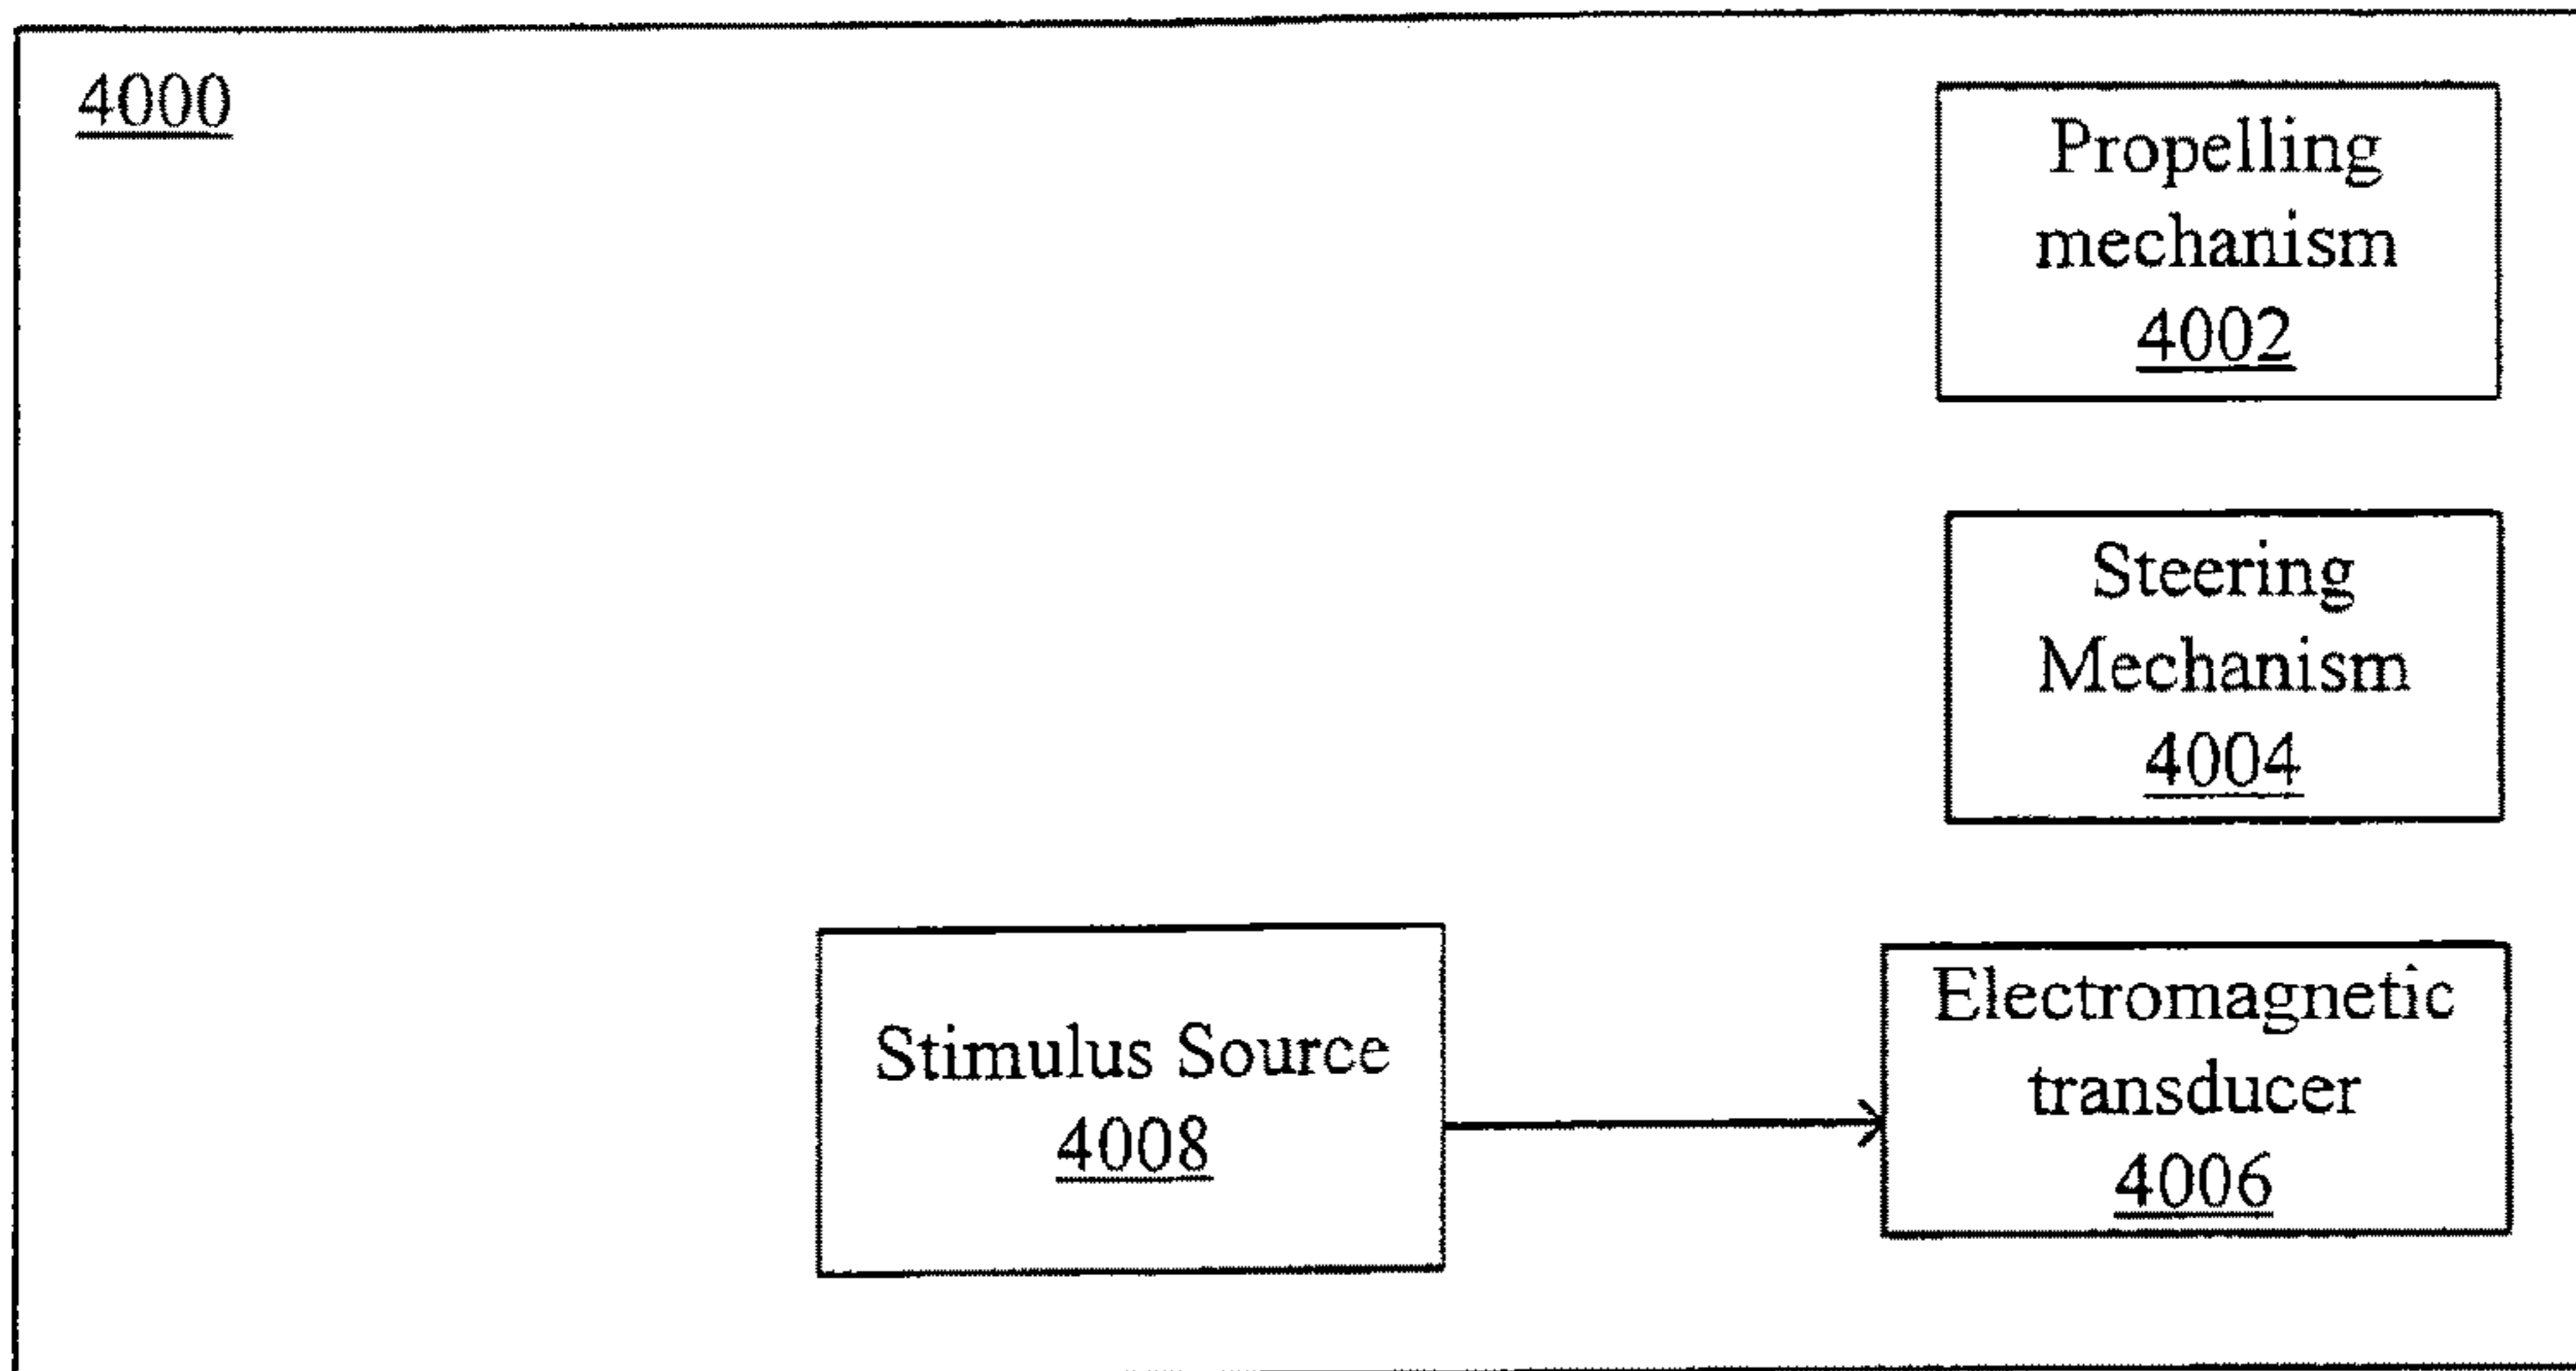 4000
Propelling
mechanism
4002
Steering
Mechanism
4004
Stimulus Source
4008
Electromagnetic
transducer
4006